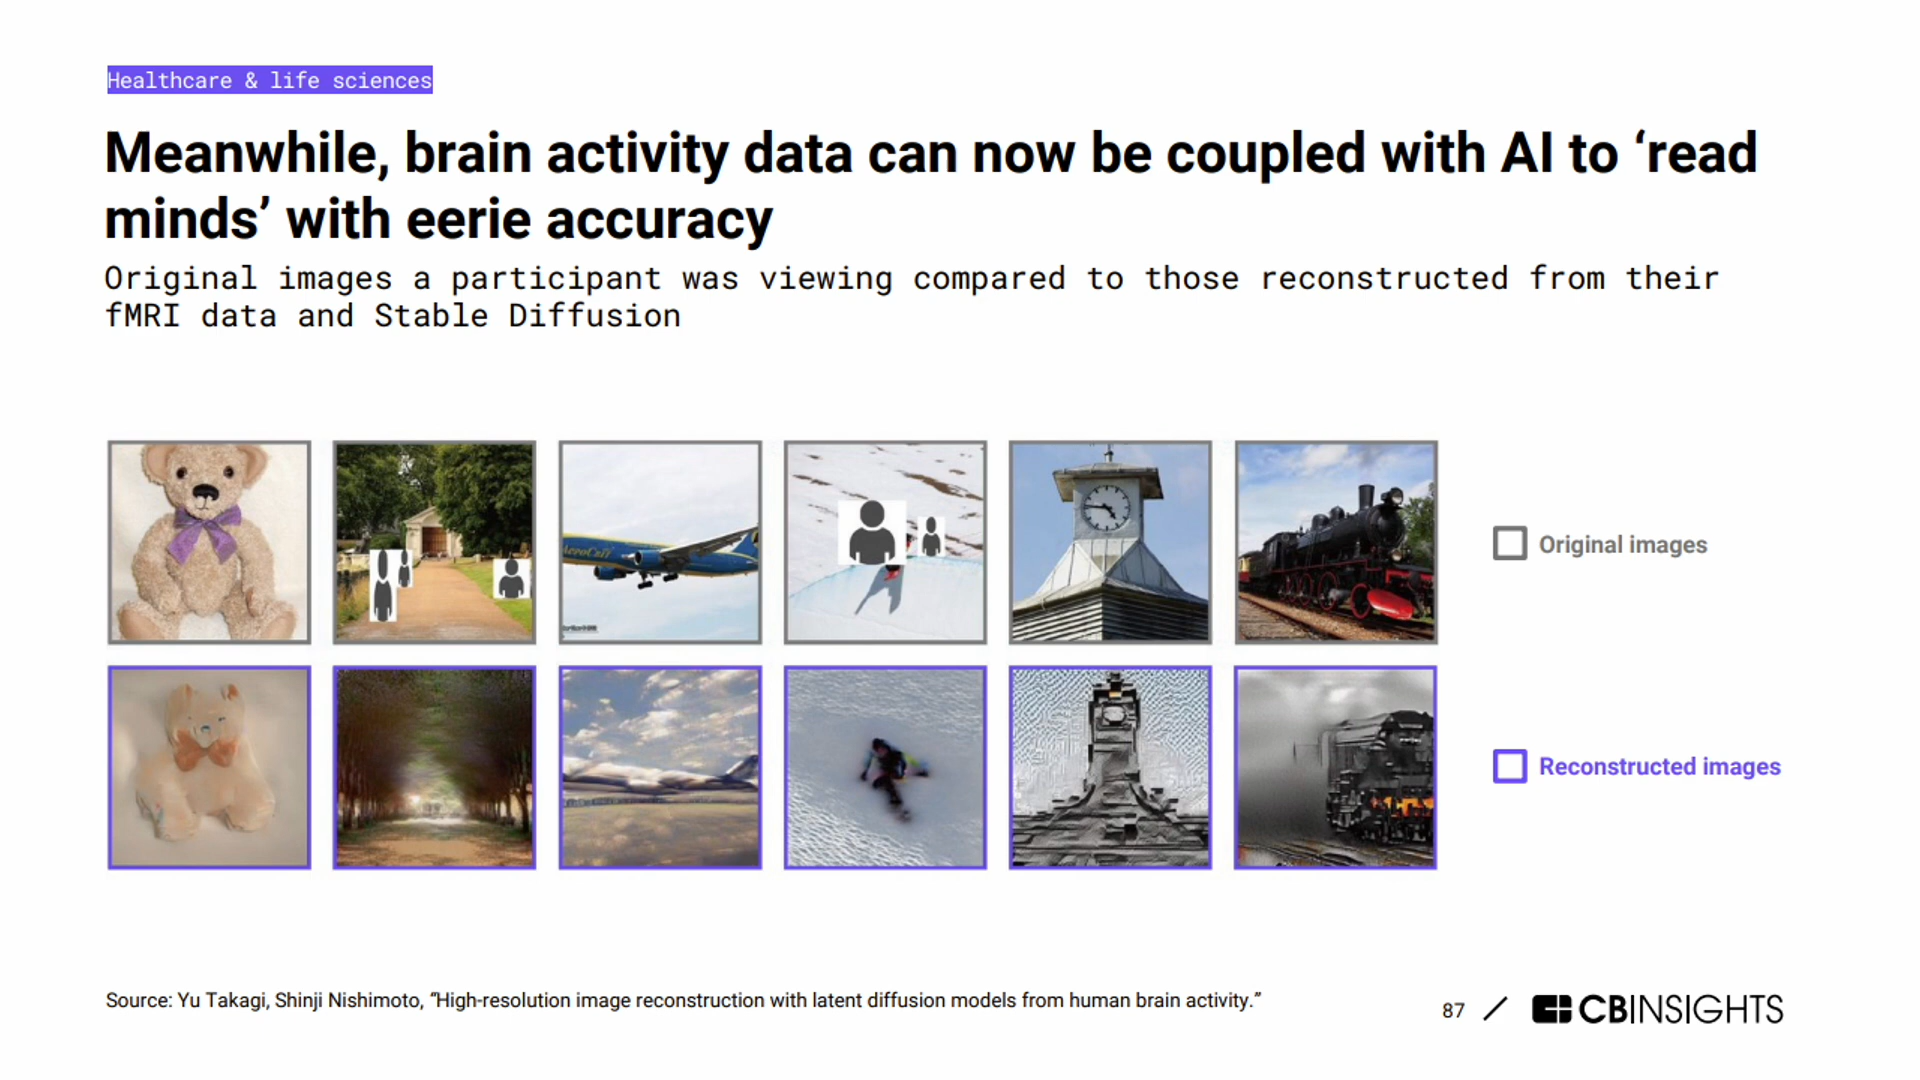 Healthcare & life sciences
Meanwhile, brain activity data can now be coupled with AI to ‘read
minds’ with eerie accuracy
Original images a participant was viewing compared to those reconstructed from their
fMRI data and Stable Diffusion
Original images
Reconstructed images
Source: Yu Takagi, Shinji Nishimoto, “High-resolution image reconstruction with latent diffusion models from human brain activity.”
87 / CBINSIGHTS